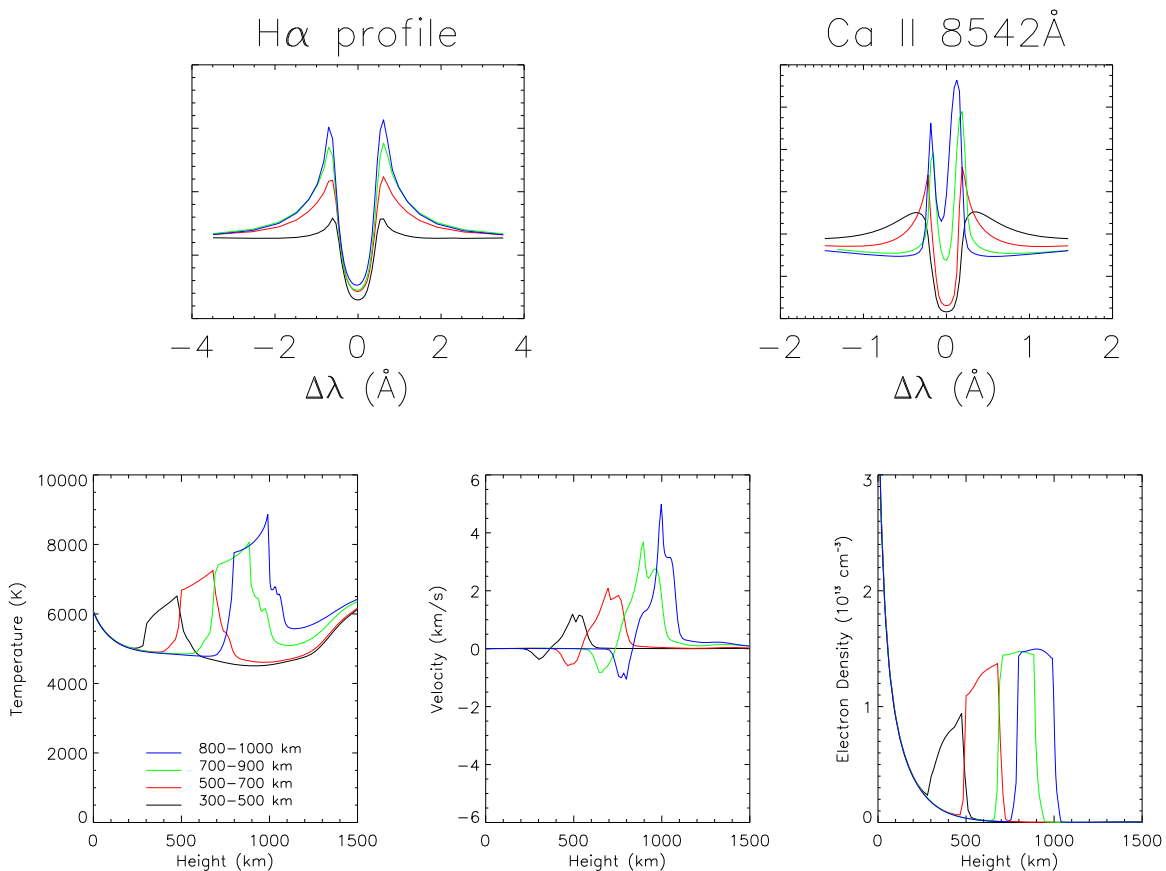 Hα profile
Ca II 8542Å
−4 −2 0 2 4
Δλ (Å)
−2 −1 0 1 2
Δλ (Å)
10000
8000
6000
4000
2000
0
Temperature (K)
800−1000 km
700−900 km
500−700 km
300−500 km
0 500 1000 1500
Height (km)
6
4
2
0
−2
−4
−6
Velocity (km/s)
0 500 1000 1500
Height (km)
3
2
1
0
Electron Density (10¹³ cm⁻³)
0 500 1000 1500
Height (km)